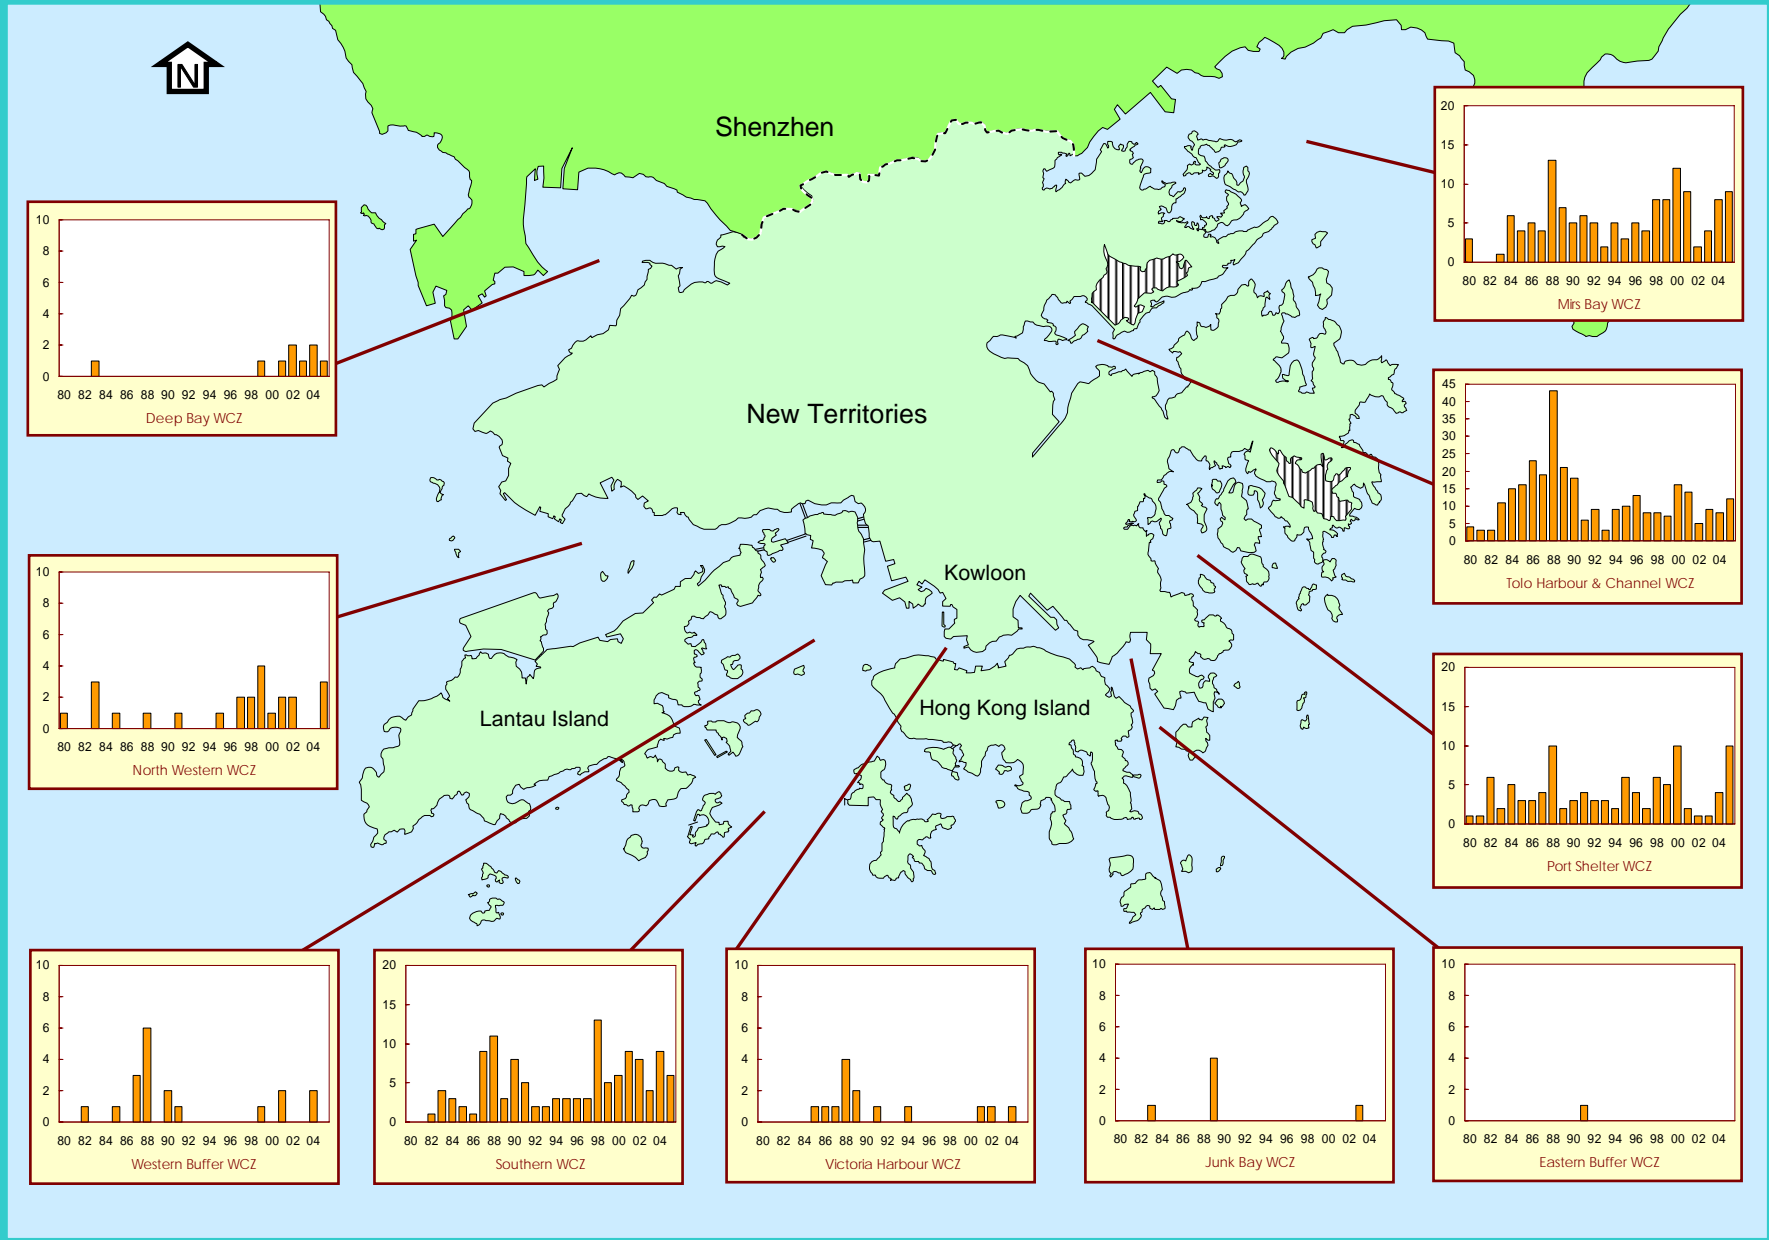 N
Shenzhen
New Territories
Kowloon
Lantau Island
Hong Kong Island
20
15
10
5
0
80 82 84 86 88 90 92 94 96 98 00 02 04
Mirs Bay WCZ
10
8
6
4
2
0
80 82 84 86 88 90 92 94 96 98 00 02 04
Deep Bay WCZ
45
40
35
30
25
20
15
10
5
0
80 82 84 86 88 90 92 94 96 98 00 02 04
Tolo Harbour & Channel WCZ
10
8
6
4
2
0
80 82 84 86 88 90 92 94 96 98 00 02 04
North Western WCZ
20
15
10
5
0
80 82 84 86 88 90 92 94 96 98 00 02 04
Port Shelter WCZ
10
8
6
4
2
0
80 82 84 86 88 90 92 94 96 98 00 02 04
Western Buffer WCZ
20
15
10
5
0
80 82 84 86 88 90 92 94 96 98 00 02 04
Southern WCZ
10
8
6
4
2
0
80 82 84 86 88 90 92 94 96 98 00 02 04
Victoria Harbour WCZ
10
8
6
4
2
0
80 82 84 86 88 90 92 94 96 98 00 02 04
Junk Bay WCZ
10
8
6
4
2
0
80 82 84 86 88 90 92 94 96 98 00 02 04
Eastern Buffer WCZ